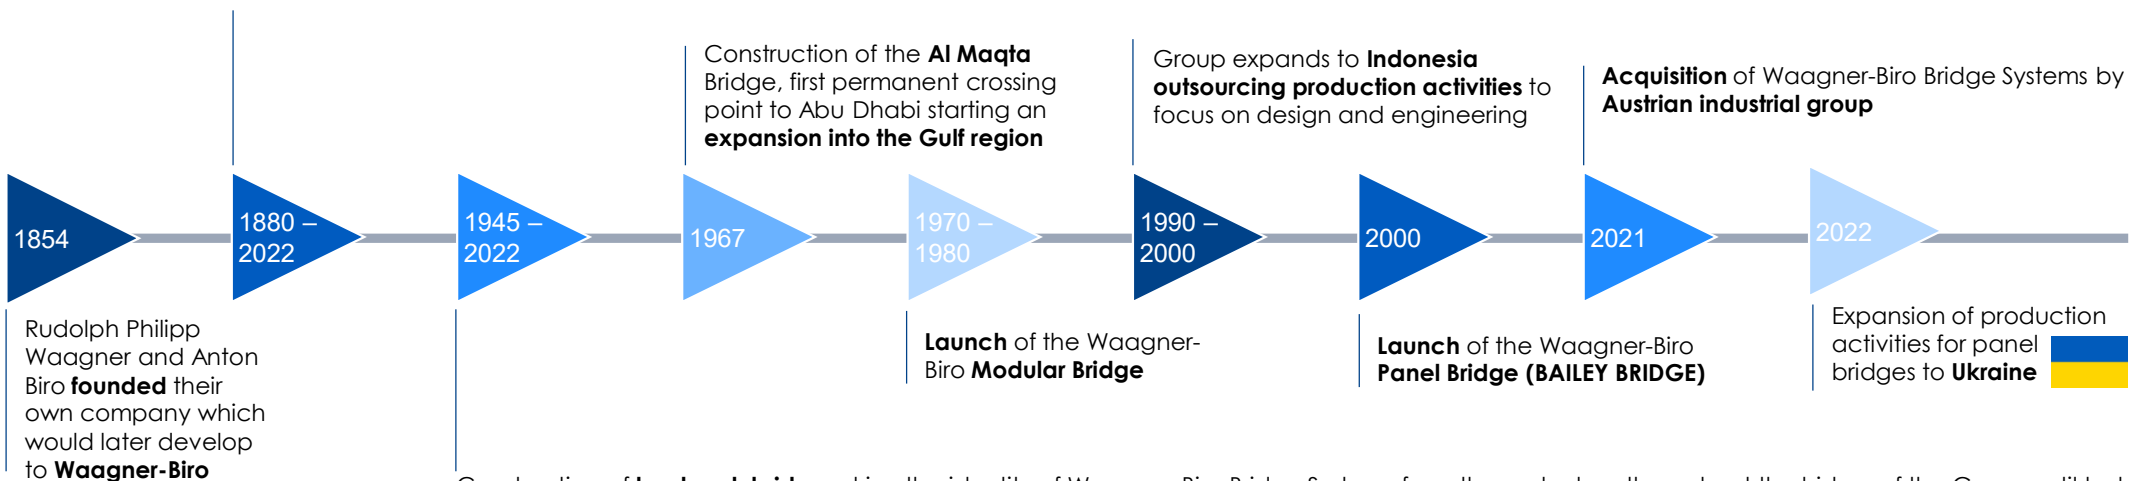 Construction of the Al Maqta
Bridge, first permanent crossing
point to Abu Dhabi starting an
expansion into the Gulf region
Group expands to Indonesia
outsourcing production activities to
focus on design and engineering
Acquisition of Waagner-Biro Bridge Systems by
Austrian industrial group
1854
1880 –
2022
1945 –
2022
1967
1970 –
1980
1990 –
2000
2000
2021
2022
Rudolph Philipp
Waagner and Anton
Biro founded their
own company which
would later develop
to Waagner-Biro
Launch of the Waagner-
Biro Modular Bridge
Launch of the Waagner-Biro
Panel Bridge (BAILEY BRIDGE)
Expansion of production
activities for panel
bridges to Ukraine